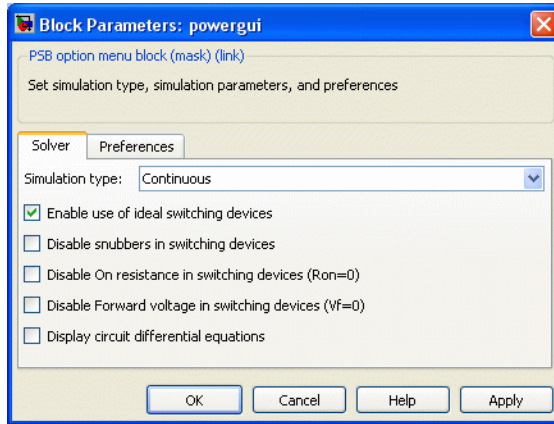 Block Parameters: powergui
PSB option menu block (mask) (link)
Set simulation type, simulation parameters, and preferences
Solver Preferences
Simulation type: Continuous
Enable use of ideal switching devices
Disable snubbers in switching devices
Disable On resistance in switching devices (Ron=0)
Disable Forward voltage in switching devices (Vf=0)
Display circuit differential equations
OK Cancel Help Apply